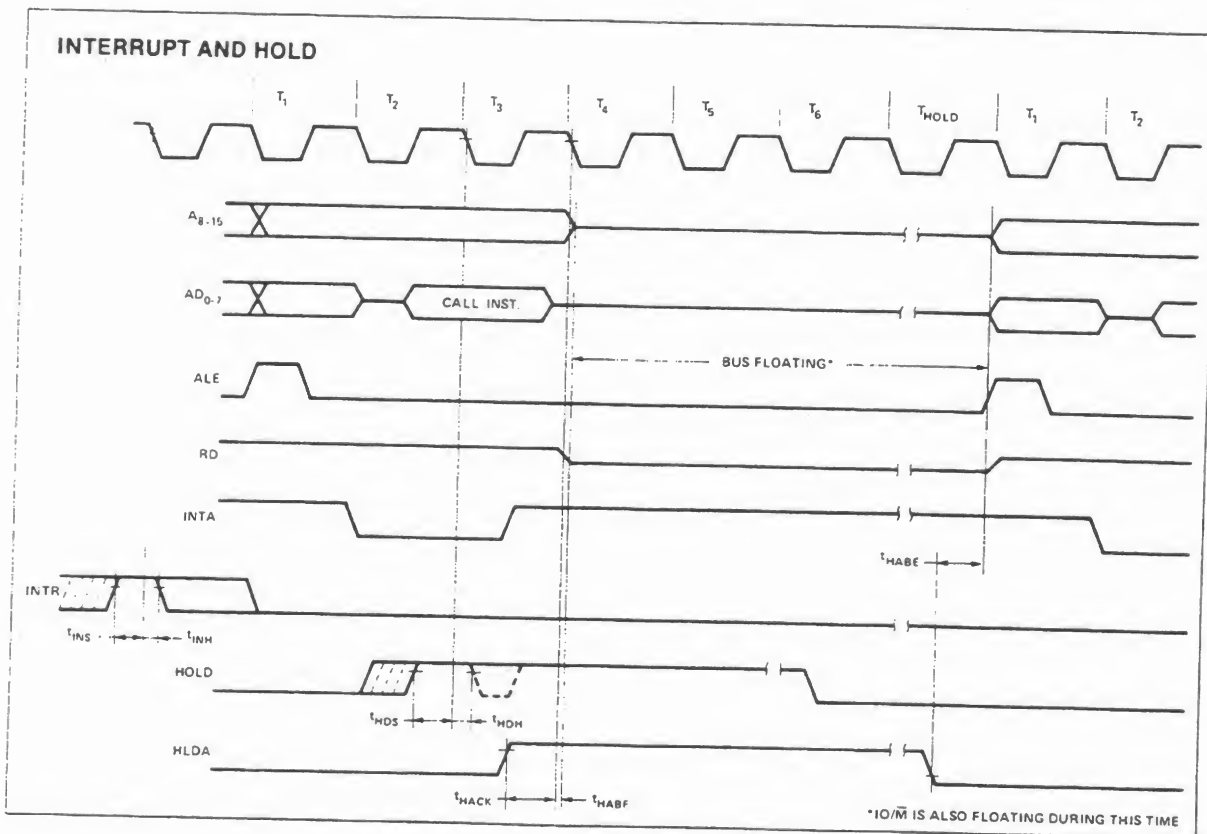 INTERRUPT AND HOLD
T1 T2 T3 T4 T5 T6 THOLD T1 T2
A8-15
AD0-7 CALL INST.
BUS FLOATING*
ALE
RD
INTA
tHABE
INTR
tINS tINH
HOLD
tHDS tHDH
HLDA
tHACK tHABF
*IO/M̅ IS ALSO FLOATING DURING THIS TIME